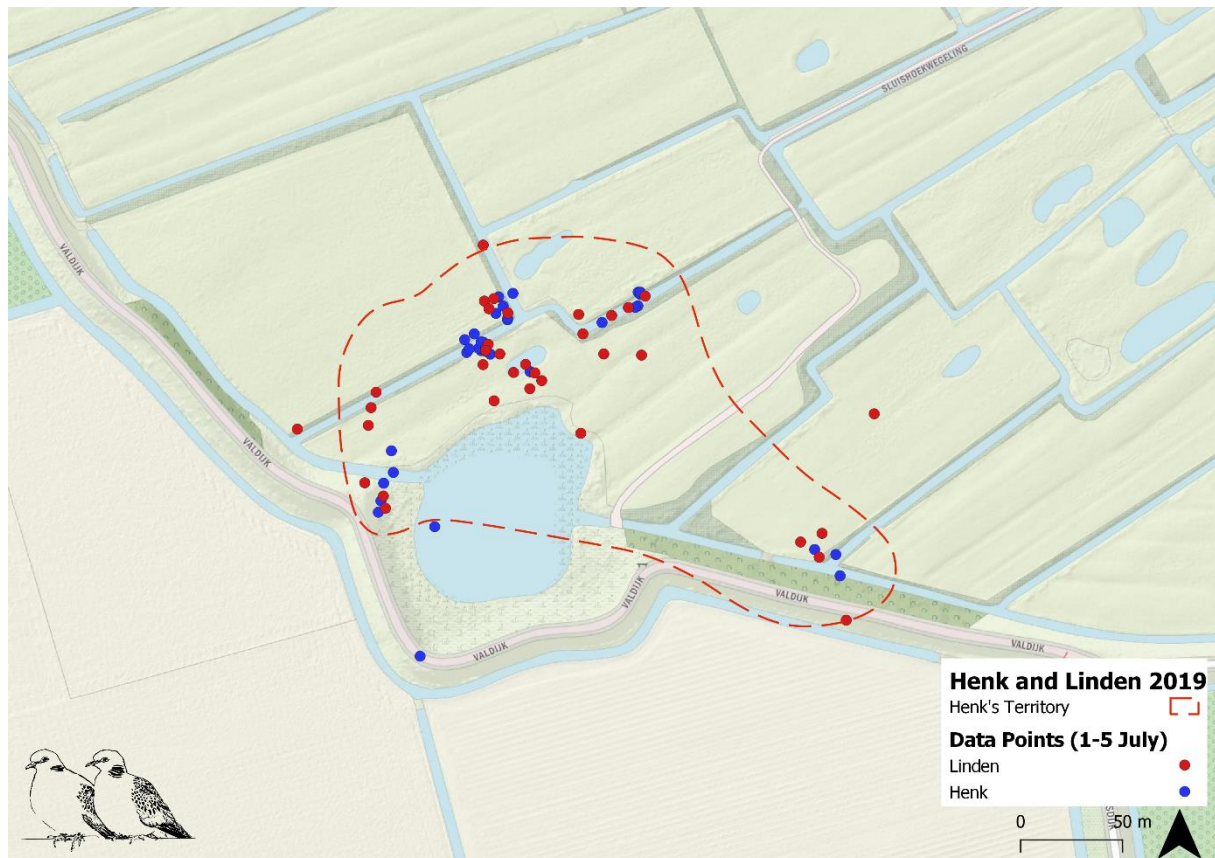 SLUISHOEKWEGELING
VALDIJK
VALDIJK
VALDIJK
VALDIJK
VALDIJK
VALDIJK
Henk and Linden 2019
Henk's Territory
Data Points (1-5 July)
Linden
Henk
0 50 m